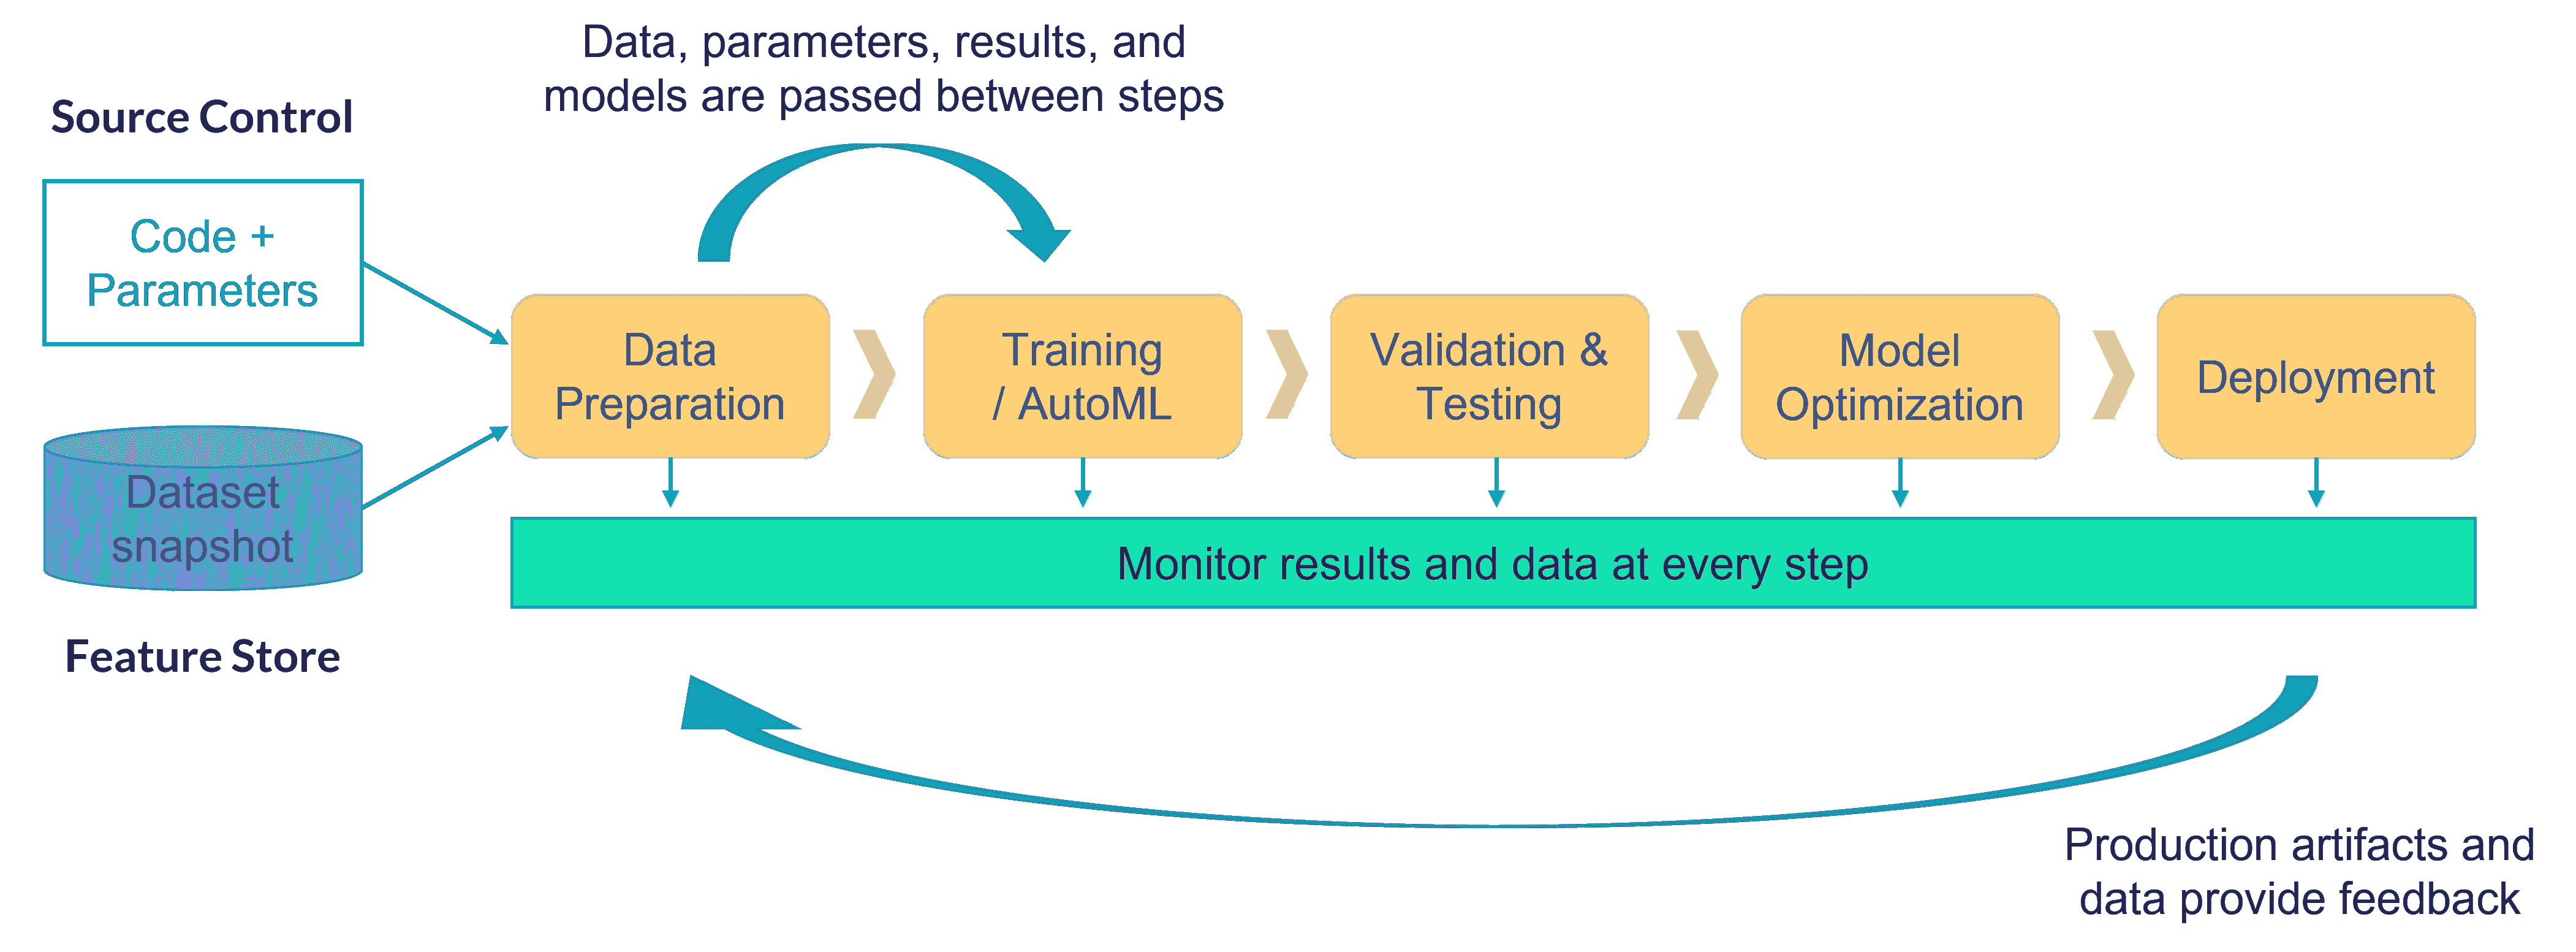 Data, parameters, results, and
models are passed between steps
Source Control
Code +
Parameters
Dataset
snapshot
Feature Store
Data
Preparation
Training
/ AutoML
Validation &
Testing
Model
Optimization
Deployment
Monitor results and data at every step
Production artifacts and
data provide feedback